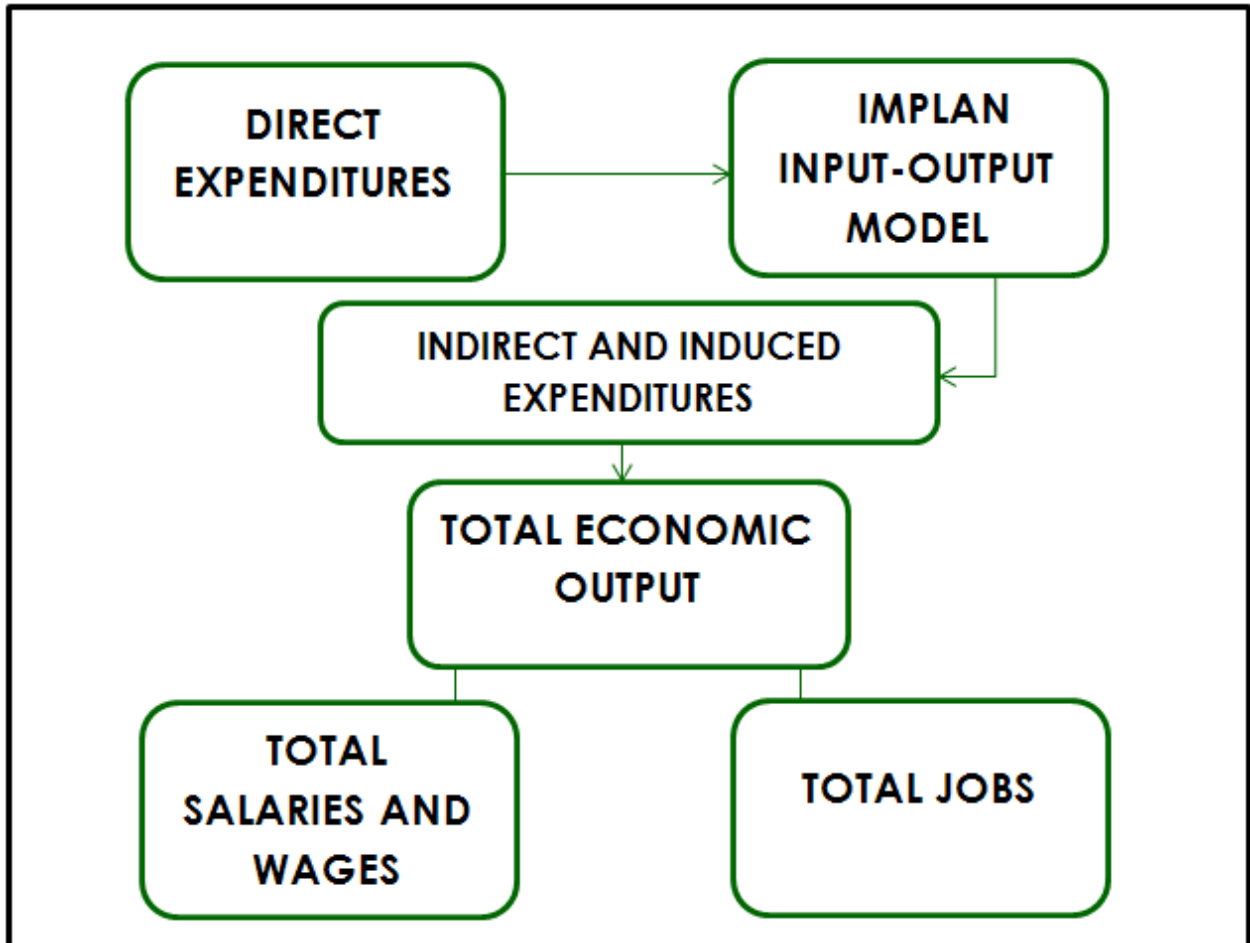 DIRECT
EXPENDITURES
IMPLAN
INPUT-OUTPUT
MODEL
INDIRECT AND INDUCED
EXPENDITURES
TOTAL ECONOMIC
OUTPUT
TOTAL
SALARIES AND
WAGES
TOTAL JOBS